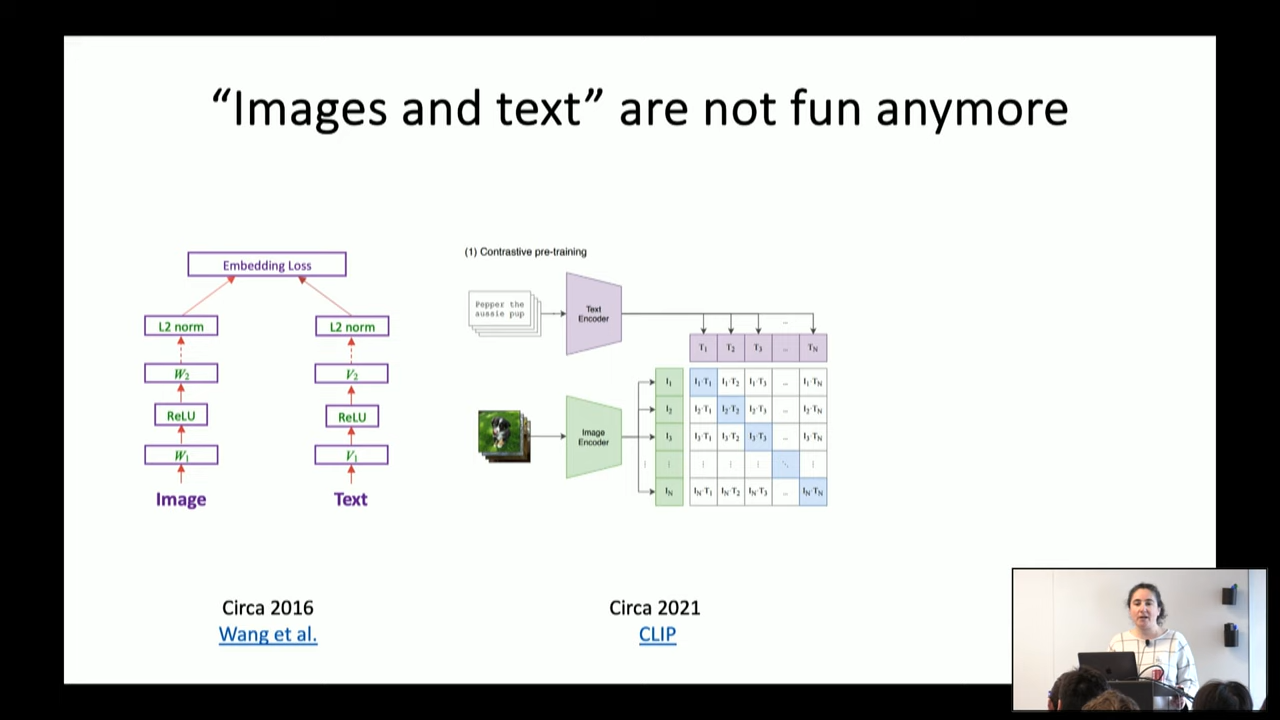 “Images and text” are not fun anymore
Embedding Loss
L2 norm
L2 norm
W2
V2
ReLU
ReLU
W1
V1
Image
Text
Circa 2016
Wang et al.
(1) Contrastive pre-training
Pepper the
aussie pup
Text
Encoder
Image
Encoder
T1 T2 T3 ... TN
I1 I1·T1 I1·T2 I1·T3 ... I1·TN
I2 I2·T1 I2·T2 I2·T3 ... I2·TN
I3 I3·T1 I3·T2 I3·T3 ... I3·TN
⋮ ⋮ ⋮ ⋮ ⋮ ⋱ ⋮
IN IN·T1 IN·T2 IN·T3 ... IN·TN
Circa 2021
CLIP